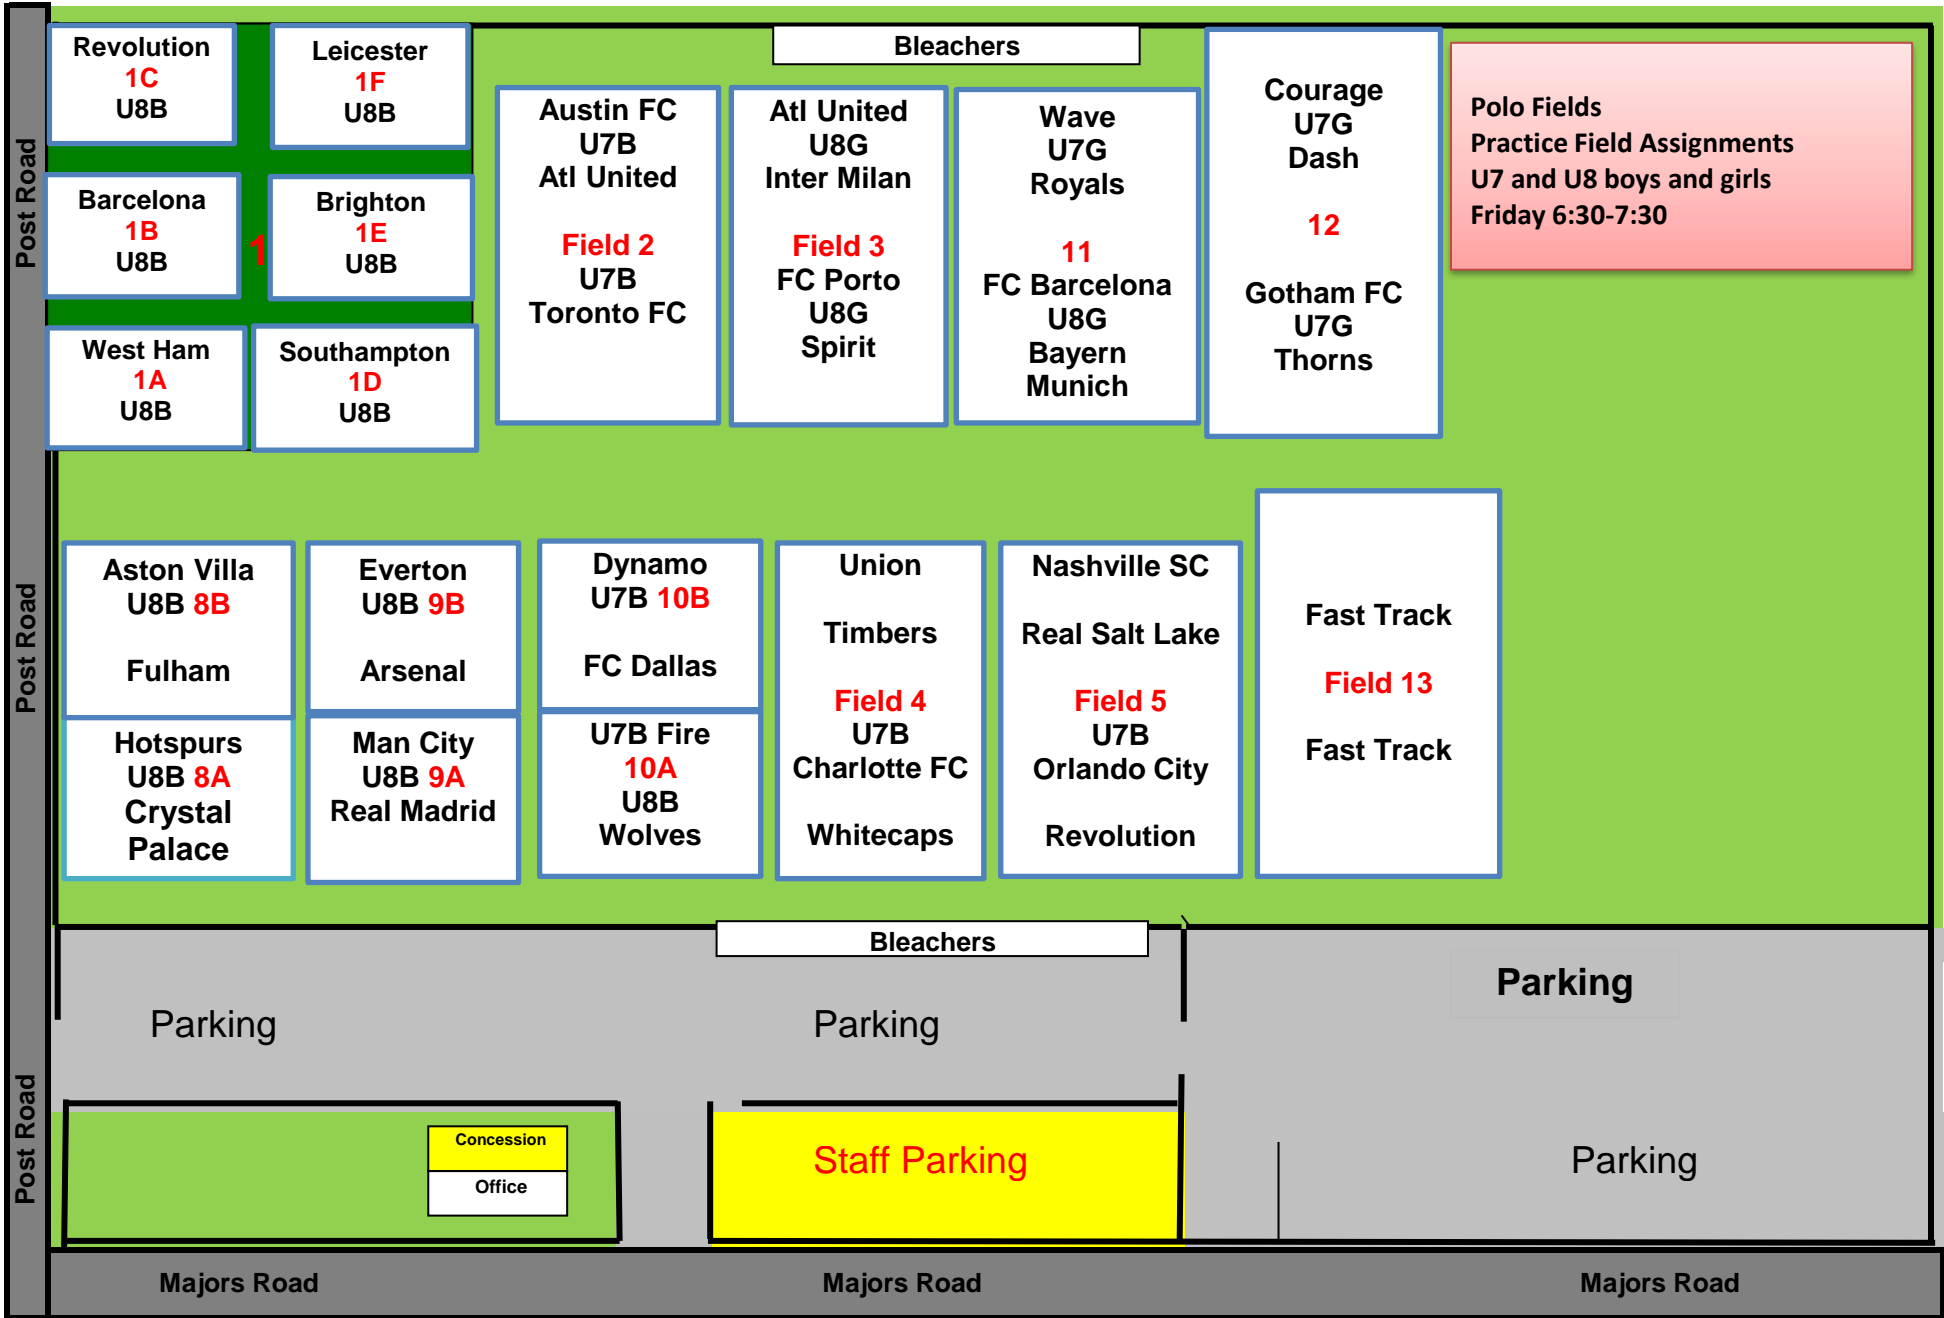 Post Road
Revolution
1C
U8B
Leicester
1F
U8B
Barcelona
1B
U8B
1
Brighton
1E
U8B
West Ham
1A
U8B
Southampton
1D
U8B
Bleachers
Austin FC
U7B
Atl United
Field 2
U7B
Toronto FC
Atl United
U8G
Inter Milan
Field 3
FC Porto
U8G
Spirit
Wave
U7G
Royals
11
FC Barcelona
U8G
Bayern
Munich
Courage
U7G
Dash
12
Gotham FC
U7G
Thorns
Polo Fields
Practice Field Assignments
U7 and U8 boys and girls
Friday 6:30-7:30
Post Road
Aston Villa
U8B 8B
Fulham
Hotspurs
U8B 8A
Crystal
Palace
Everton
U8B 9B
Arsenal
Man City
U8B 9A
Real Madrid
Dynamo
U7B 10B
FC Dallas
U7B Fire
10A
U8B
Wolves
Union
Timbers
Field 4
U7B
Charlotte FC
Whitecaps
Nashville SC
Real Salt Lake
Field 5
U7B
Orlando City
Revolution
Fast Track
Field 13
Fast Track
Bleachers
Parking
Parking
Parking
Post Road
Concession
Office
Staff Parking
Parking
Majors Road
Majors Road
Majors Road